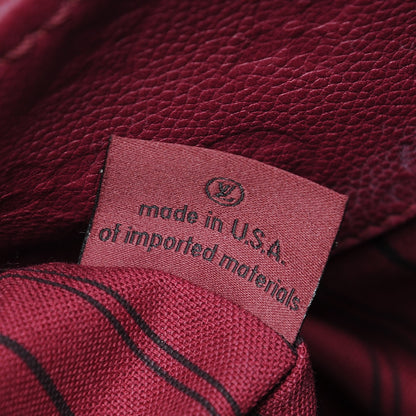 LV
made in U.S.A.
of imported materials